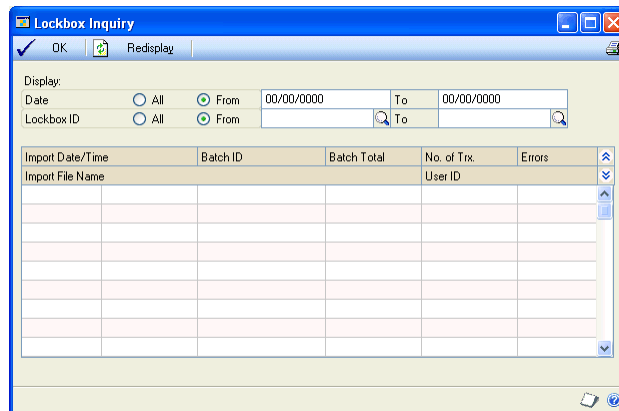 Lockbox Inquiry
OK Redisplay
Display:
Date All From 00/00/0000 To 00/00/0000
Lockbox ID All From To
Import Date/Time Batch ID Batch Total No. of Trx. Errors
Import File Name User ID